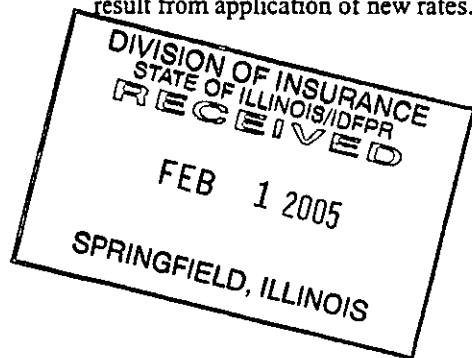 result from application of new rates.
DIVISION OF INSURANCE
STATE OF ILLINOIS/IDFPR
RECEIVED
FEB 1 2005
SPRINGFIELD, ILLINOIS